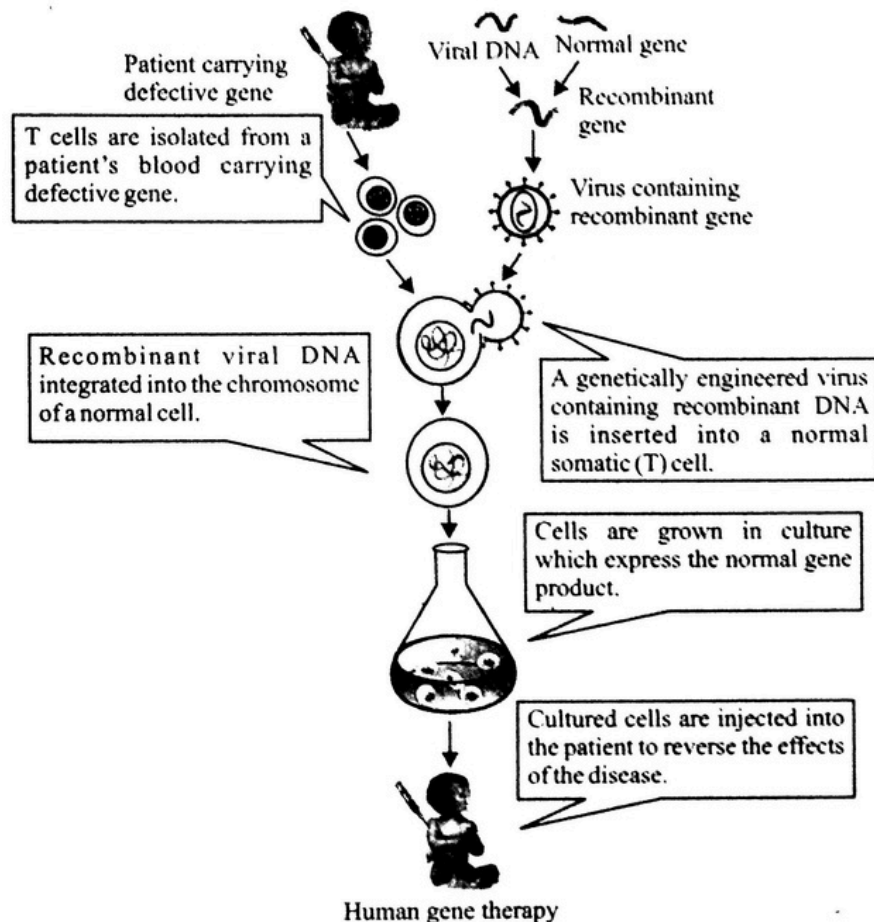 Viral DNA
Normal gene
Patient carrying
defective gene
Recombinant
gene
T cells are isolated from a
patient's blood carrying
defective gene.
Virus containing
recombinant gene
Recombinant viral DNA
integrated into the chromosome
of a normal cell.
A genetically engineered virus
containing recombinant DNA
is inserted into a normal
somatic (T) cell.
Cells are grown in culture
which express the normal gene
product.
Cultured cells are injected into
the patient to reverse the effects
of the disease.
Human gene therapy